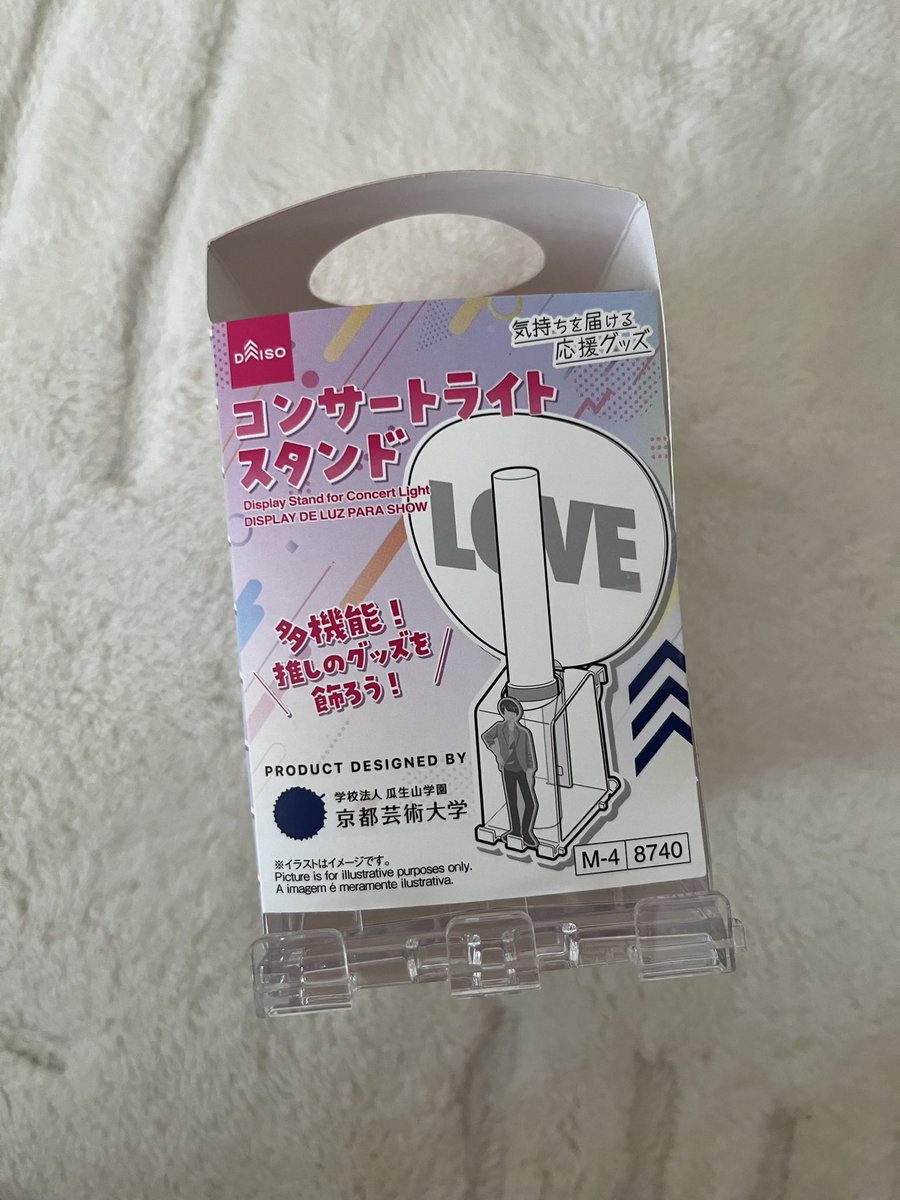 DAISO
気持ちを届ける
応援グッズ
コンサートライト
スタンド
Display Stand for Concert Light
DISPLAY DE LUZ PARA SHOW
LOVE
多機能!
推しのグッズを
飾ろう!
PRODUCT DESIGNED BY
学校法人 瓜生山学園
京都芸術大学
※イラストはイメージです。
Picture is for illustrative purposes only.
A imagem é meramente ilustrativa.
M-4 8740